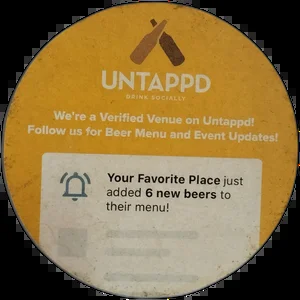 UNTAPPD
DRINK SOCIALLY
We're a Verified Venue on Untappd!
Follow us for Beer Menu and Event Updates!
Your Favorite Place just
added 6 new beers to
their menu!